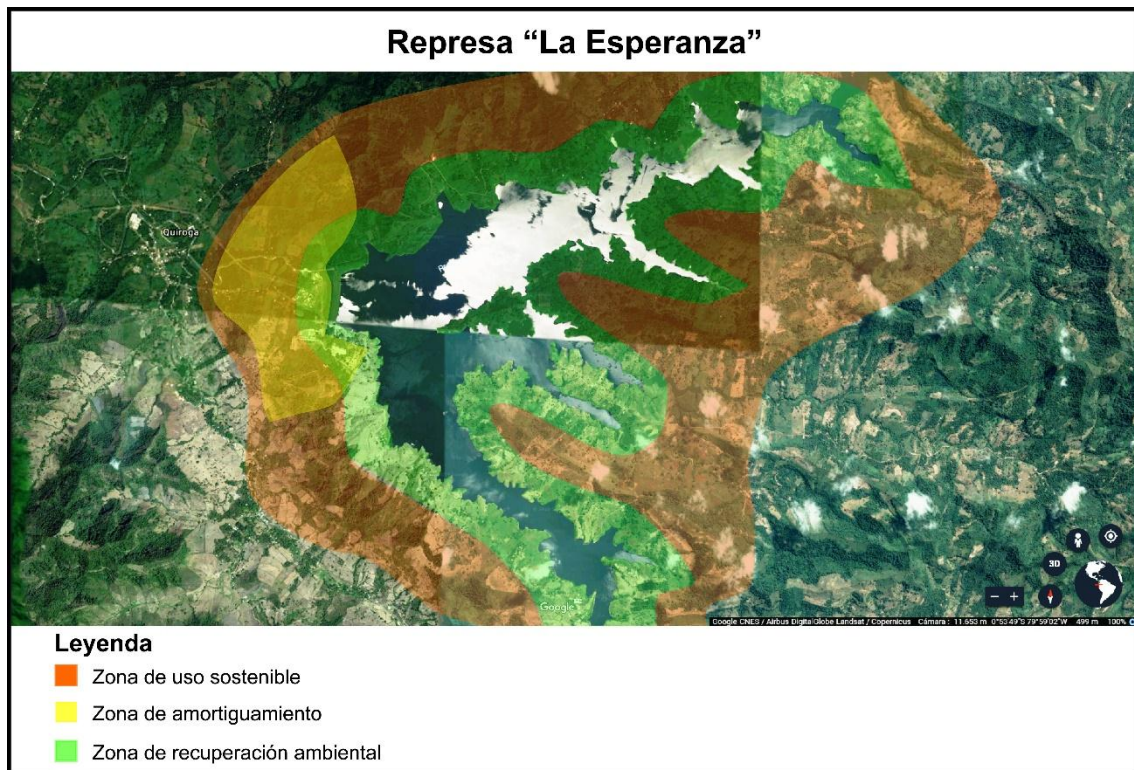 Represa “La Esperanza”
Quiroga
3D
Google
Google CNES / Airbus DigitalGlobe Landsat / Copernicus Cámara : 11.653 m 0°53'49"S 79°59'02"W 499 m 100%
Leyenda
Zona de uso sostenible
Zona de amortiguamiento
Zona de recuperación ambiental